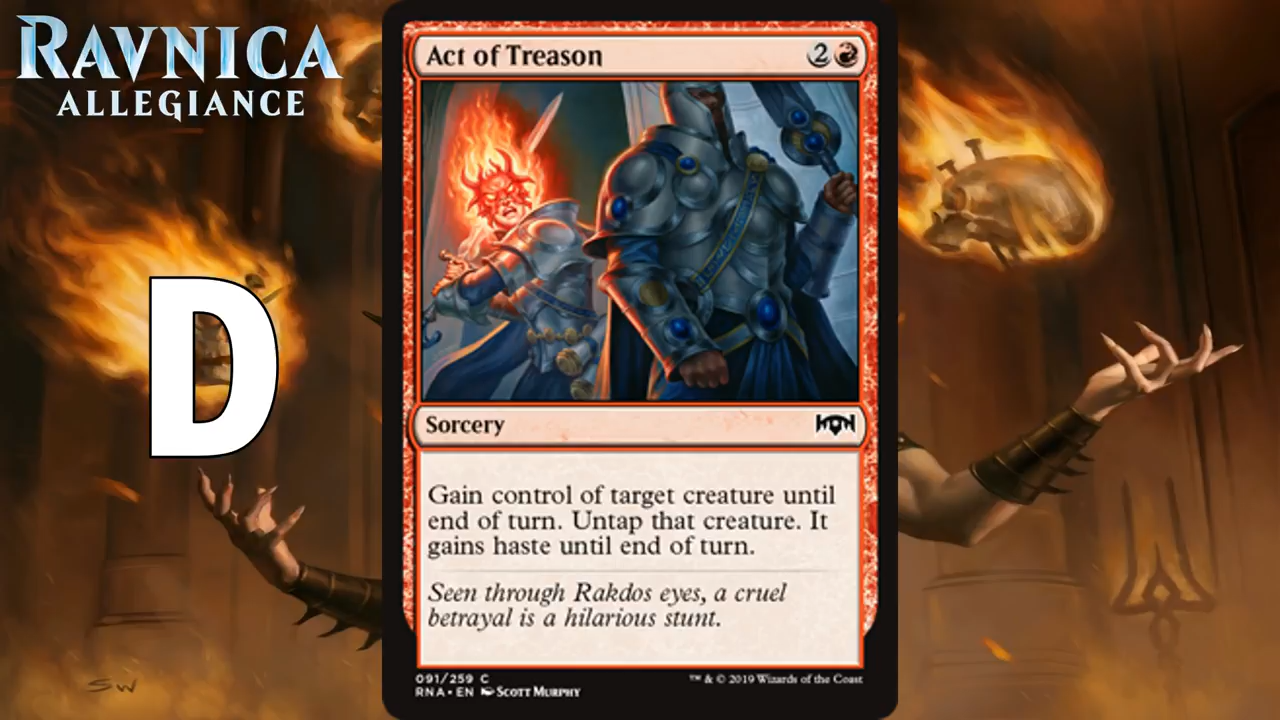 RAVNICA
ALLEGIANCE
D
Act of Treason
2
Sorcery
Gain control of target creature until
end of turn. Untap that creature. It
gains haste until end of turn.
Seen through Rakdos eyes, a cruel
betrayal is a hilarious stunt.
091/259 C
RNA • EN Scott Murphy
™ & © 2019 Wizards of the Coast
SW